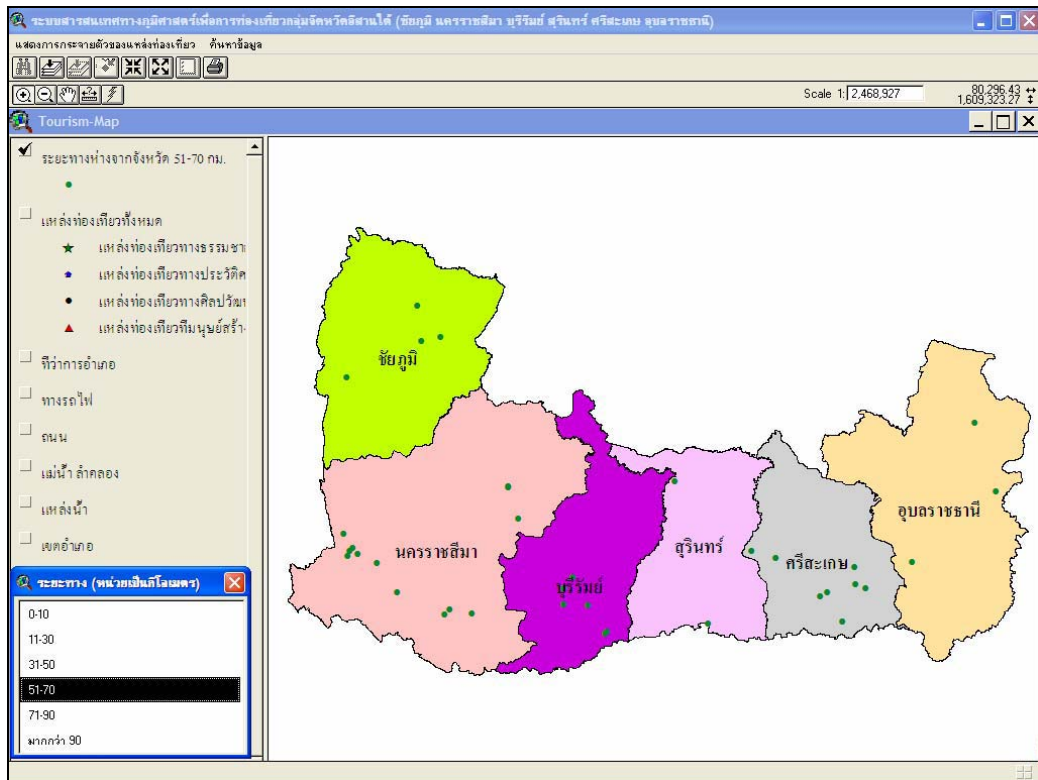 ระบบสารสนเทศทางภูมิศาสตร์เพื่อการท่องเที่ยวกลุ่มจังหวัดอีสานใต้ (ชัยภูมิ นครราชสีมา บุรีรัมย์ สุรินทร์ ศรีสะเกษ อุบลราชธานี)
แสดงการกระจายตัวของแหล่งท่องเที่ยว ค้นหาข้อมูล
Scale 1: 2,468,927
80,296.43
1,609,323.27
Tourism-Map
ระยะทางห่างจากจังหวัด 51-70 กม.
แหล่งท่องเที่ยวทั้งหมด
แหล่งท่องเที่ยวทางธรรมชา
แหล่งท่องเที่ยวทางประวัติศ
แหล่งท่องเที่ยวทางศิลปวัฒ
แหล่งท่องเที่ยวที่มนุษย์สร้า
ที่ว่าการอำเภอ
ทางรถไฟ
ถนน
แม่น้ำ ลำคลอง
แหล่งน้ำ
เขตอำเภอ
ระยะทาง (หน่วยเป็นกิโลเมตร)
0-10
11-30
31-50
51-70
71-90
มากกว่า 90
ชัยภูมิ
นครราชสีมา
บุรีรัมย์
สุรินทร์
ศรีสะเกษ
อุบลราชธานี